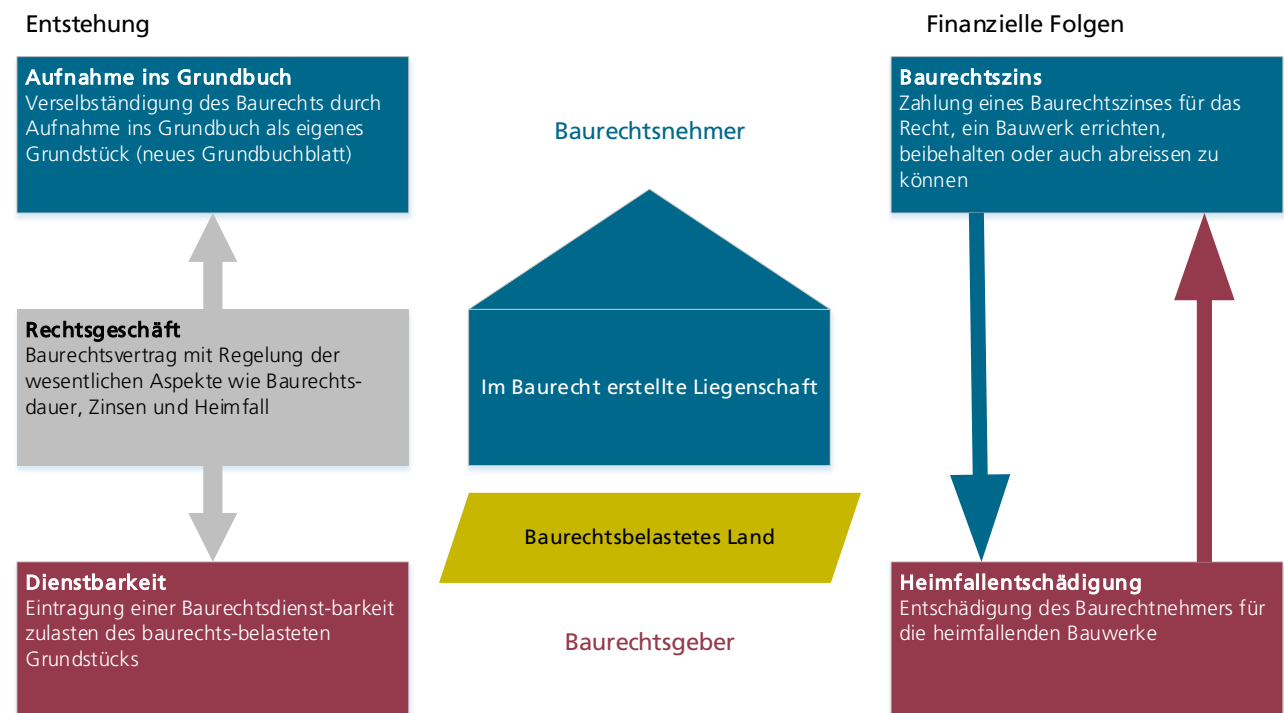 Entstehung
Aufnahme ins Grundbuch
Verselbständigung des Baurechts durch
Aufnahme ins Grundbuch als eigenes
Grundstück (neues Grundbuchblatt)
Rechtsgeschäft
Baurechtsvertrag mit Regelung der
wesentlichen Aspekte wie Baurechts-
dauer, Zinsen und Heimfall
Dienstbarkeit
Eintragung einer Baurechtsdienst-barkeit
zulasten des baurechts-belasteten
Grundstücks
Baurechtsnehmer
Im Baurecht erstellte Liegenschaft
Baurechtsbelastetes Land
Baurechtsgeber
Finanzielle Folgen
Baurechtszins
Zahlung eines Baurechtszinses für das
Recht, ein Bauwerk errichten,
beibehalten oder auch abreissen zu
können
Heimfallentschädigung
Entschädigung des Baurechtnehmers für
die heimfallenden Bauwerke